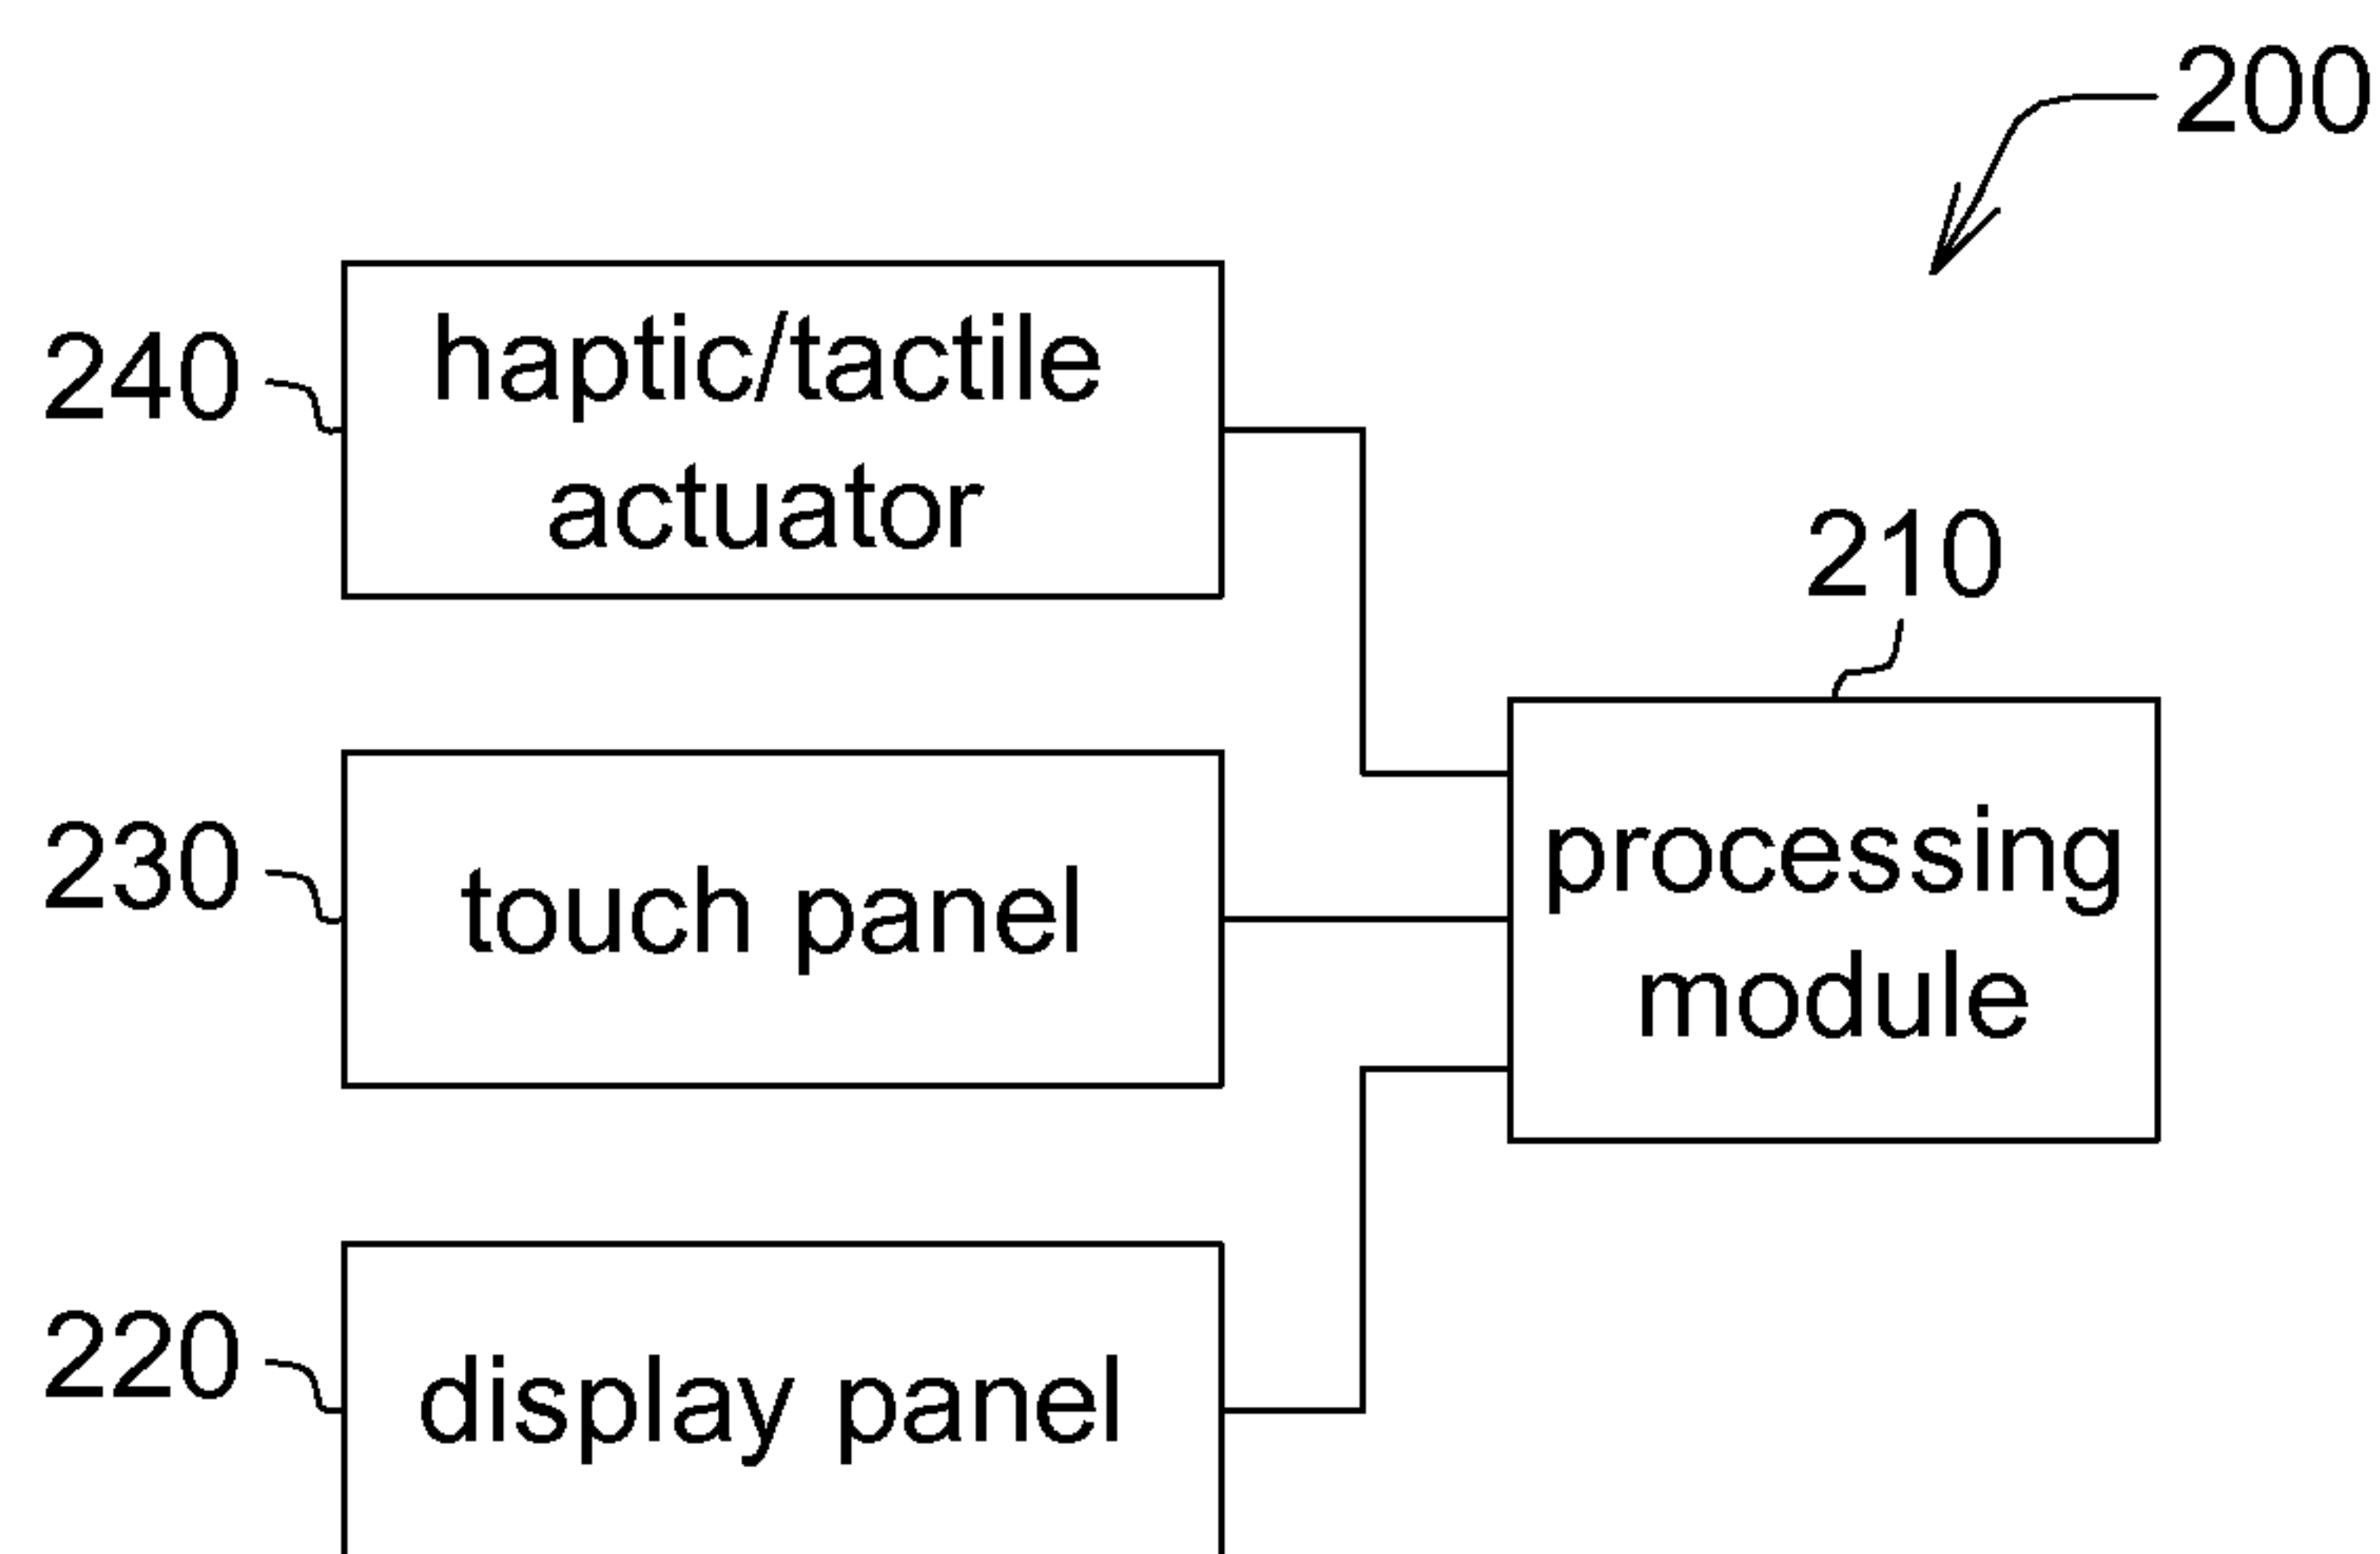 200
240
haptic/tactile
actuator
210
230
touch panel
processing
module
220
display panel